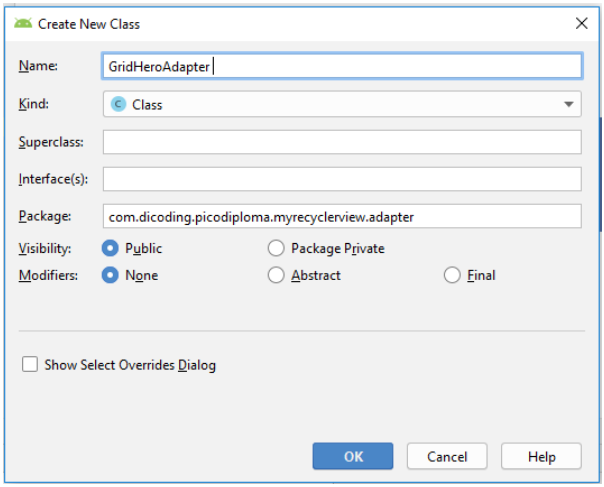 Create New Class
Name: GridHeroAdapter
Kind: C Class
Superclass:
Interface(s):
Package: com.dicoding.picodiploma.myrecyclerview.adapter
Visibility: Public Package Private
Modifiers: None Abstract Final
Show Select Overrides Dialog
OK Cancel Help